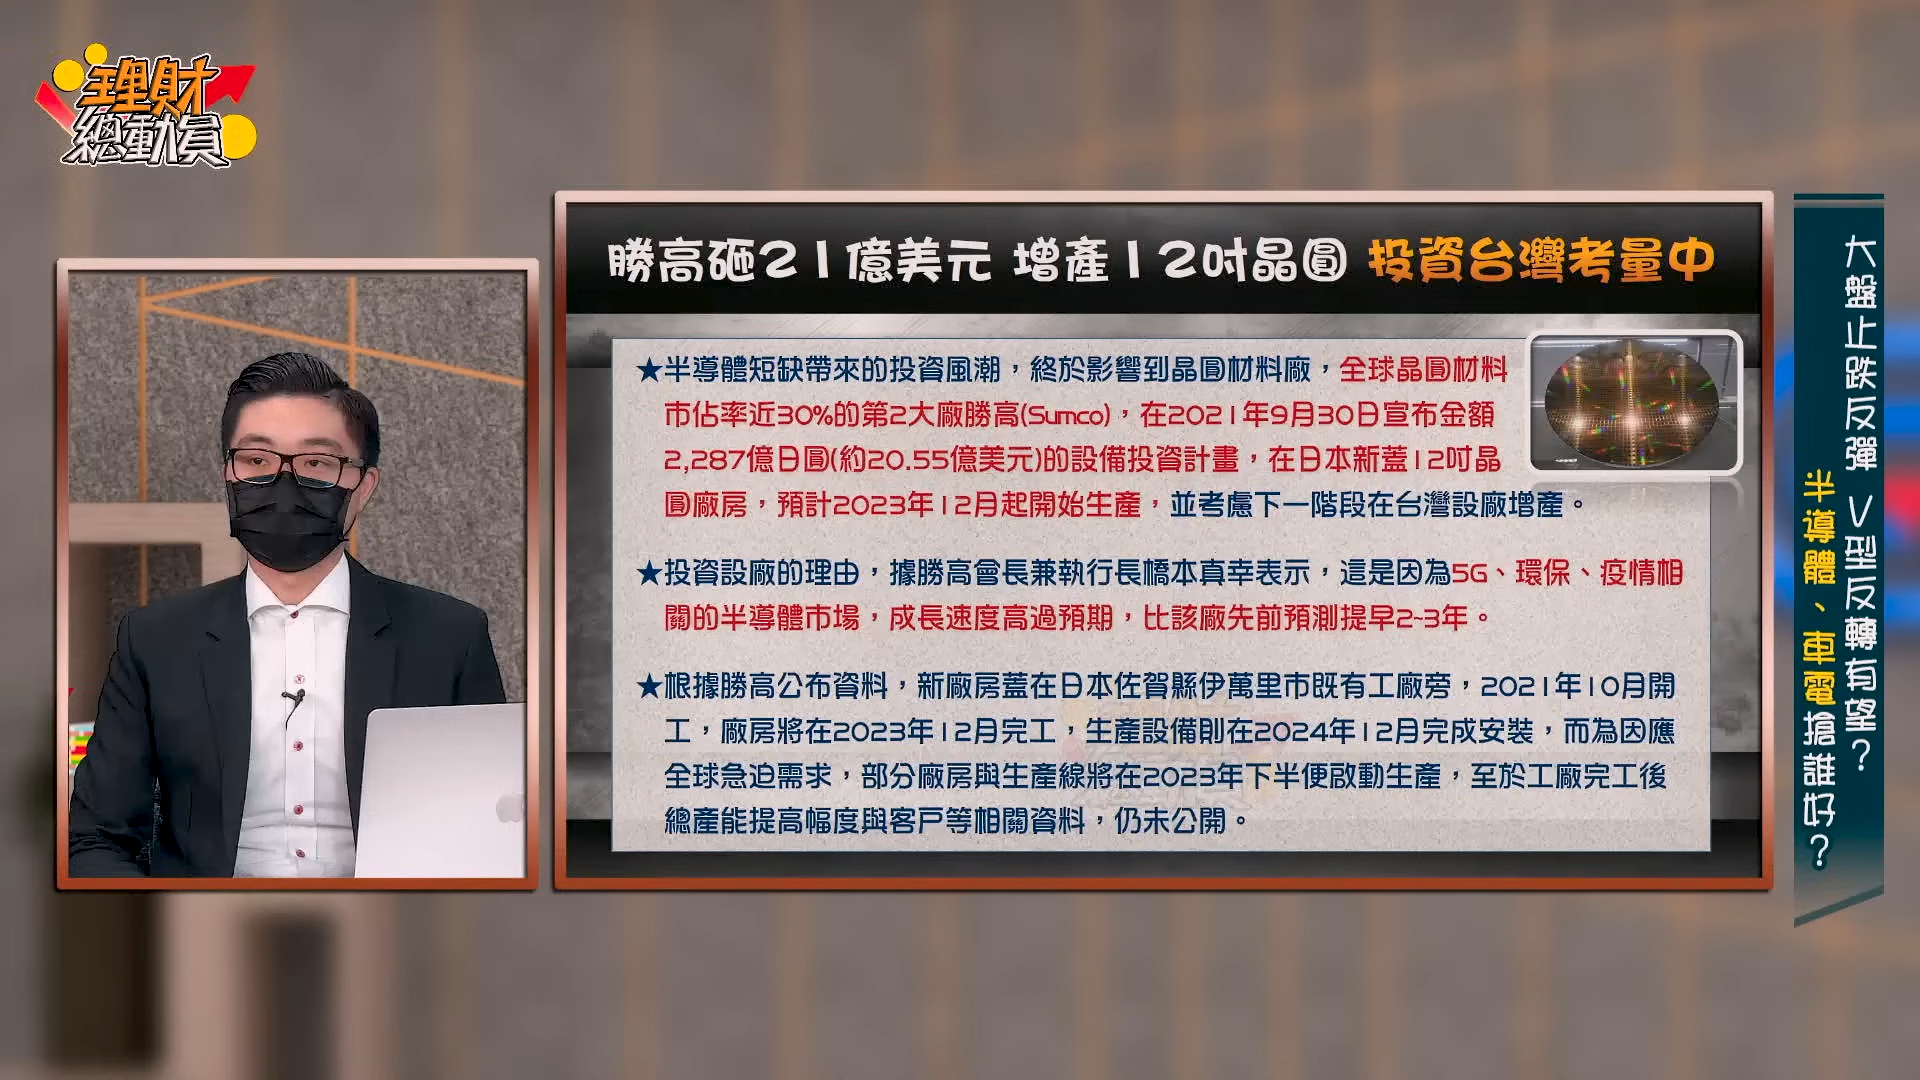 理財
總動員
勝高砸21億美元 增產12吋晶圓 投資台灣考量中
★半導體短缺帶來的投資風潮，終於影響到晶圓材料廠，全球晶圓材料
市佔率近30%的第2大廠勝高(Sumco)，在2021年9月30日宣布金額
2,287億日圓(約20.55億美元)的設備投資計畫，在日本新蓋12吋晶
圓廠房，預計2023年12月起開始生產，並考慮下一階段在台灣設廠增產。
★投資設廠的理由，據勝高會長兼執行長橋本真幸表示，這是因為5G、環保、疫情相
關的半導體市場，成長速度高過預期，比該廠先前預測提早2~3年。
★根據勝高公布資料，新廠房蓋在日本佐賀縣伊萬里市既有工廠旁，2021年10月開
工，廠房將在2023年12月完工，生產設備則在2024年12月完成安裝，而為因應
全球急迫需求，部分廠房與生產線將在2023年下半便啟動生產，至於工廠完工後
總產能提高幅度與客戶等相關資料，仍未公開。
大盤止跌反彈 V型反轉有望？
半導體、車電搶誰好？